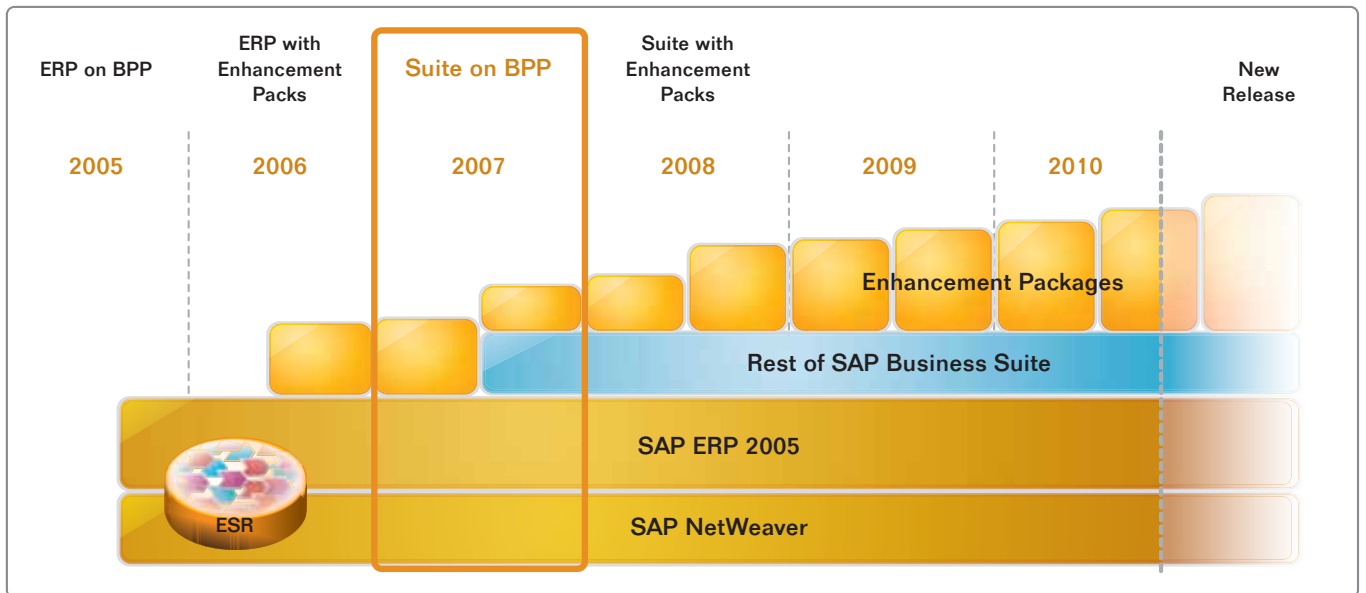 ERP on BPP
ERP with
Enhancement
Packs
Suite on BPP
Suite with
Enhancement
Packs
New
Release
2005
2006
2007
2008
2009
2010
Enhancement Packages
Rest of SAP Business Suite
SAP ERP 2005
ESR
SAP NetWeaver